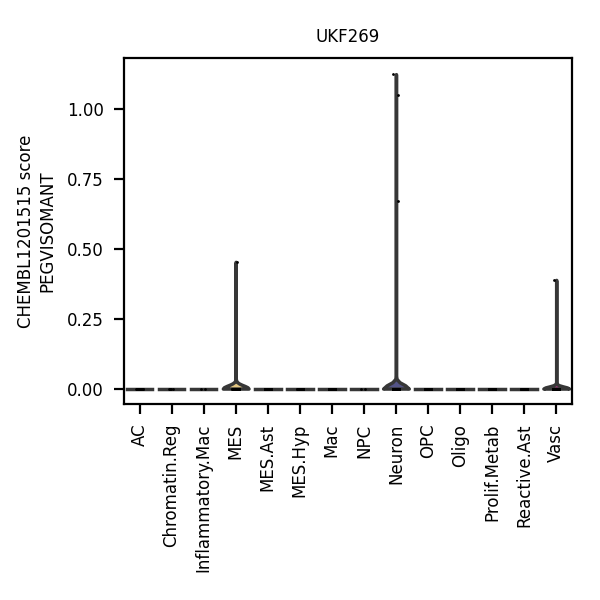 UKF269
CHEMBL1201515 score
PEGVISOMANT
1.00
0.75
0.50
0.25
0.00
AC
Chromatin.Reg
Inflammatory.Mac
MES
MES.Ast
MES.Hyp
Mac
NPC
Neuron
OPC
Oligo
Prolif.Metab
Reactive.Ast
Vasc